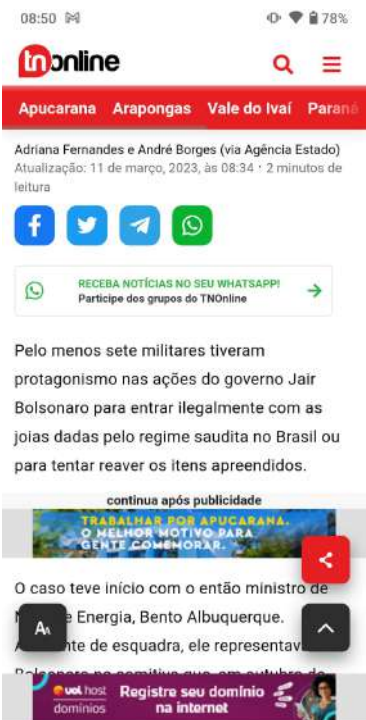 08:50 78%
tnonline
Apucarana Arapongas Vale do Ivaí Paraná
Adriana Fernandes e André Borges (via Agência Estado)
Atualização: 11 de março, 2023, às 08:34 · 2 minutos de
leitura
RECEBA NOTÍCIAS NO SEU WHATSAPP!
Participe dos grupos do TNOnline
Pelo menos sete militares tiveram
protagonismo nas ações do governo Jair
Bolsonaro para entrar ilegalmente com as
joias dadas pelo regime saudita no Brasil ou
para tentar reaver os itens apreendidos.
continua após publicidade
TRABALHAR POR APUCARANA.
O MELHOR MOTIVO PARA
GENTE COMEMORAR.
O caso teve início com o então ministro de
e Energia, Bento Albuquerque.
de esquadra, ele
uol host
domínios
Registre seu domínio
na internet